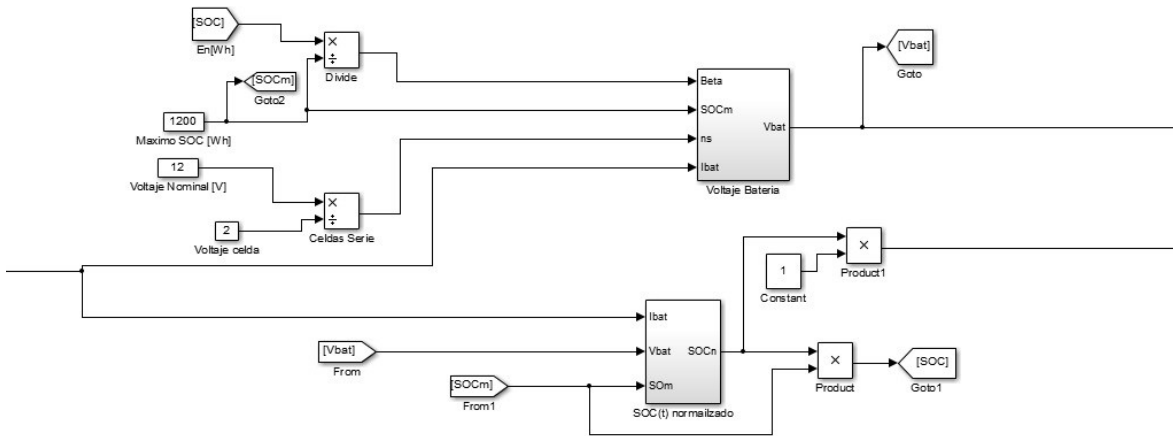 [SOC]
En[Wh]
×
÷
Divide
[SOCm]
Goto2
1200
Maximo SOC [Wh]
12
Voltaje Nominal [V]
2
Voltaje celda
×
÷
Celdas Serie
Beta
SOCm
ns
Ibat
Vbat
Voltaje Bateria
[Vbat]
Goto
1
Constant
×
Product1
Ibat
Vbat
SOm
SOCn
SOC(t) normailzado
[Vbat]
From
[SOCm]
From1
×
Product
[SOC]
Goto1